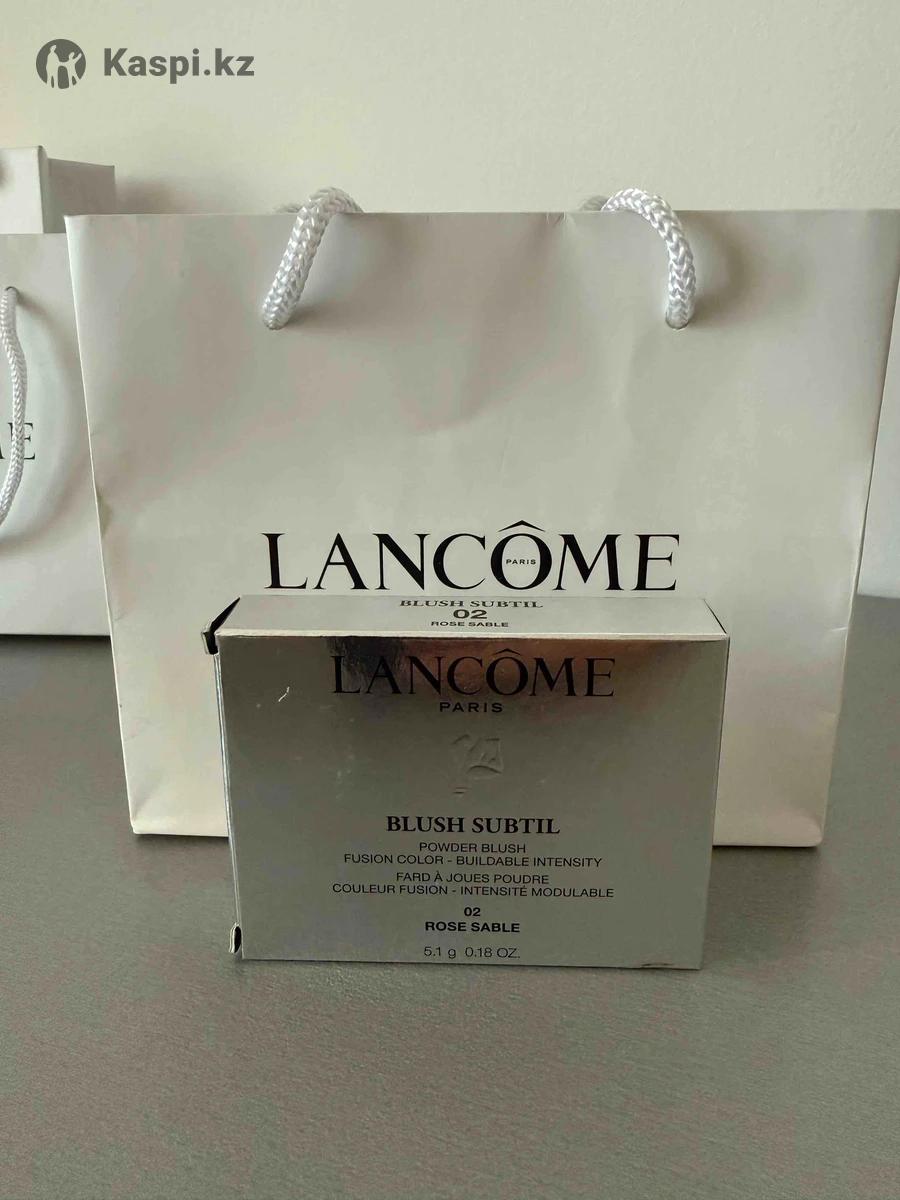 Kaspi.kz
LANCÔME
PARIS
BLUSH SUBTIL
02
ROSE SABLE
LANCÔME
PARIS
BLUSH SUBTIL
POWDER BLUSH
FUSION COLOR - BUILDABLE INTENSITY
FARD À JOUES POUDRE
COULEUR FUSION - INTENSITÉ MODULABLE
02
ROSE SABLE
5.1 g 0.18 OZ.